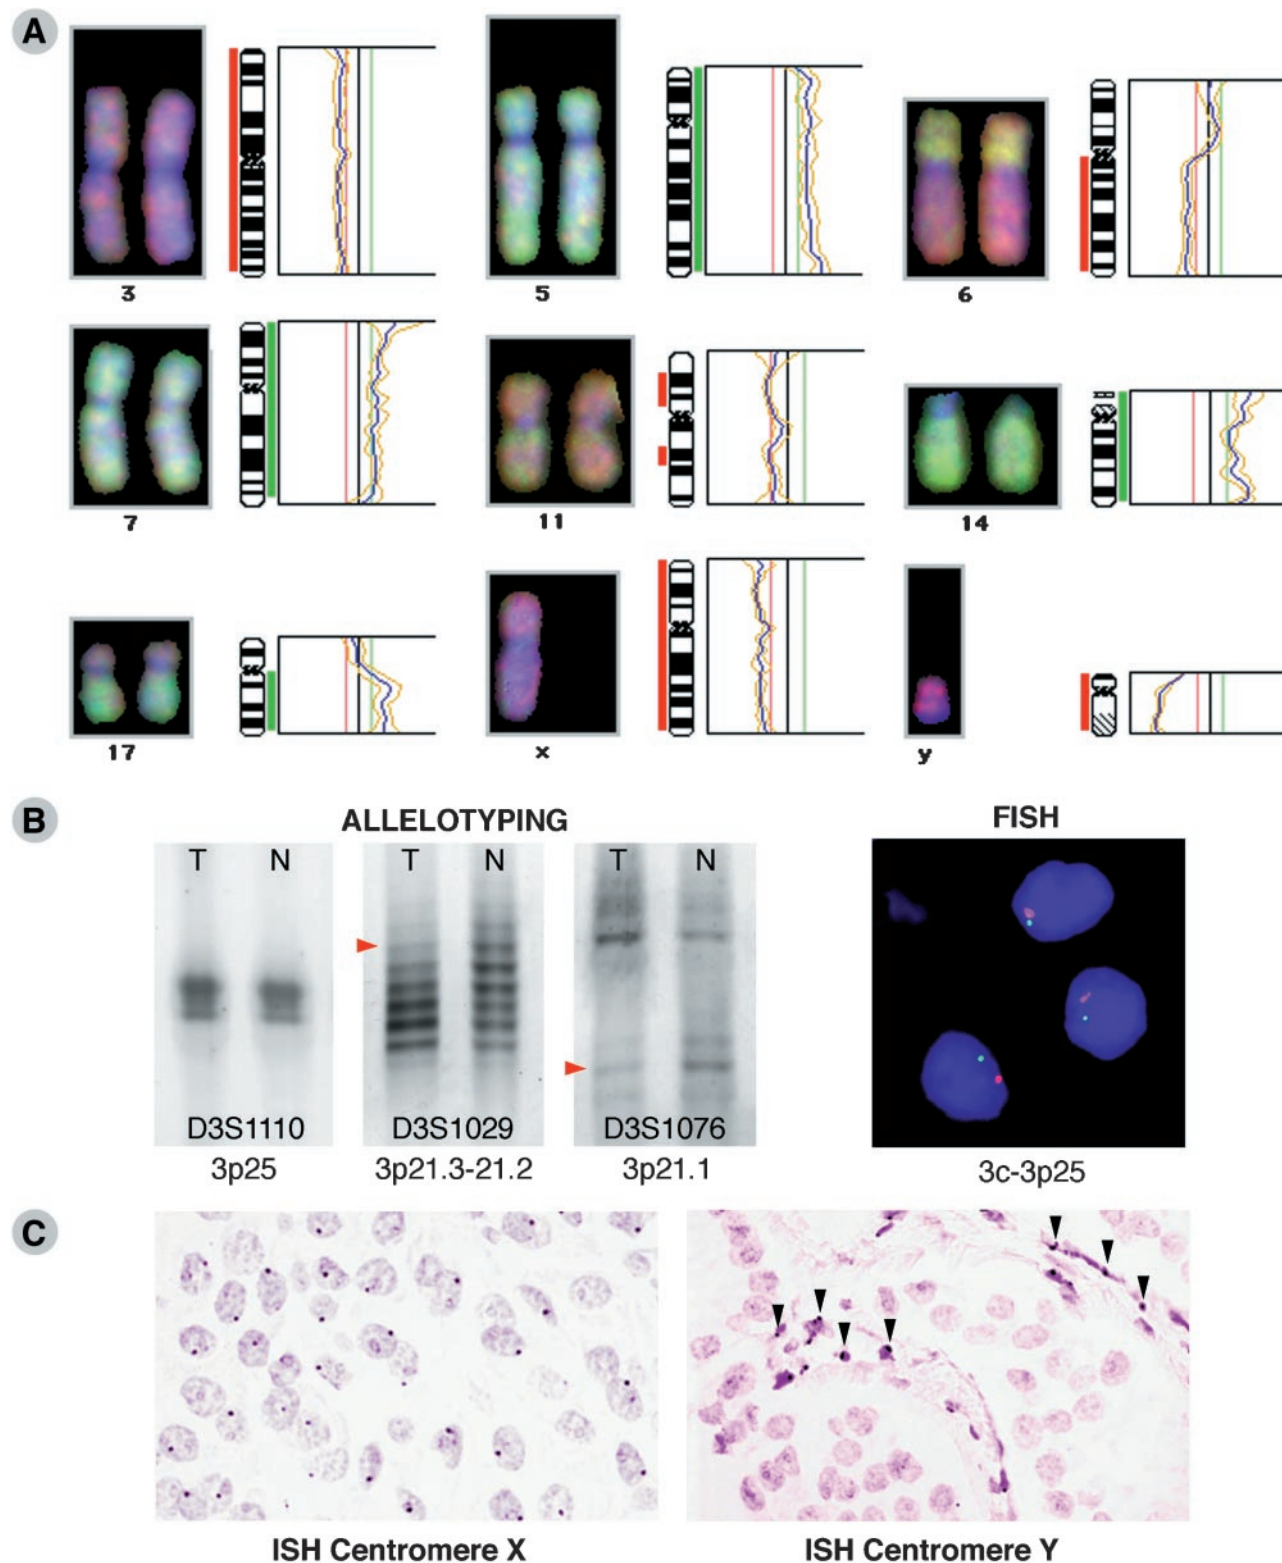 A
3
5
6
7
11
14
17
x
y
B
ALLELOTYPING
FISH
T N
T N
T N
D3S1110
D3S1029
D3S1076
3p25
3p21.3-21.2
3p21.1
3c-3p25
C
ISH Centromere X
ISH Centromere Y